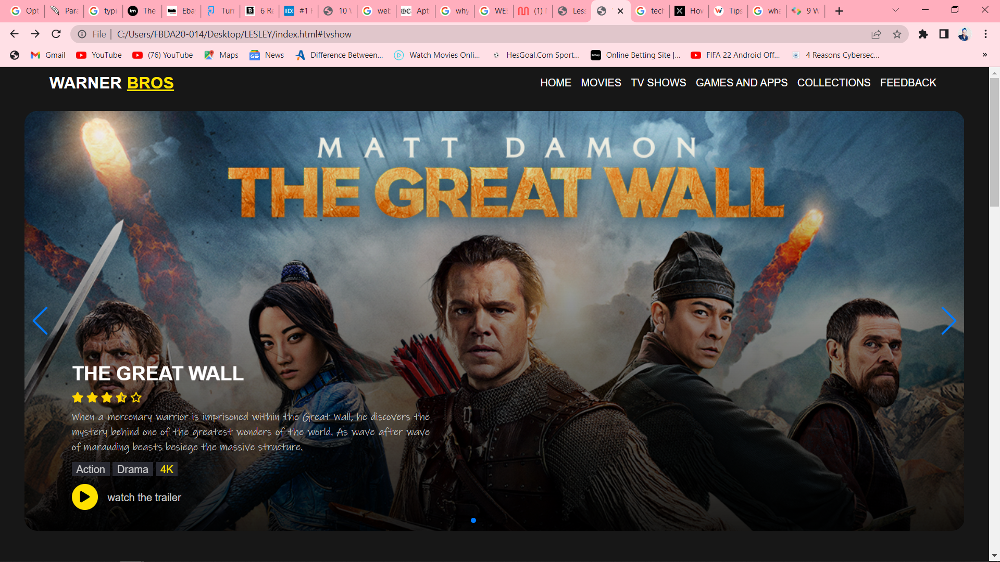 Opt
Para
typi
The
Eba
Turr
6 Re
#1 F
10 V
web
Apt
why
WEB
(1) M
Less
tech
How
Tips
wha
9 W
File
C:/Users/FBDA20-014/Desktop/LESLEY/index.html#tvshow
Gmail
YouTube
(76) YouTube
Maps
News
Difference Between...
Watch Movies Onli...
HesGoal.Com Sport...
Online Betting Site |...
FIFA 22 Android Off...
4 Reasons Cybersec...
WARNER BROS
HOME
MOVIES
TV SHOWS
GAMES AND APPS
COLLECTIONS
FEEDBACK
MATT DAMON
THE GREAT WALL
THE GREAT WALL
When a mercenary warrior is imprisoned within the Great Wall, he discovers the
mystery behind one of the greatest wonders of the world. As wave after wave
of marauding beasts besiege the massive structure.
Action
Drama
4K
watch the trailer